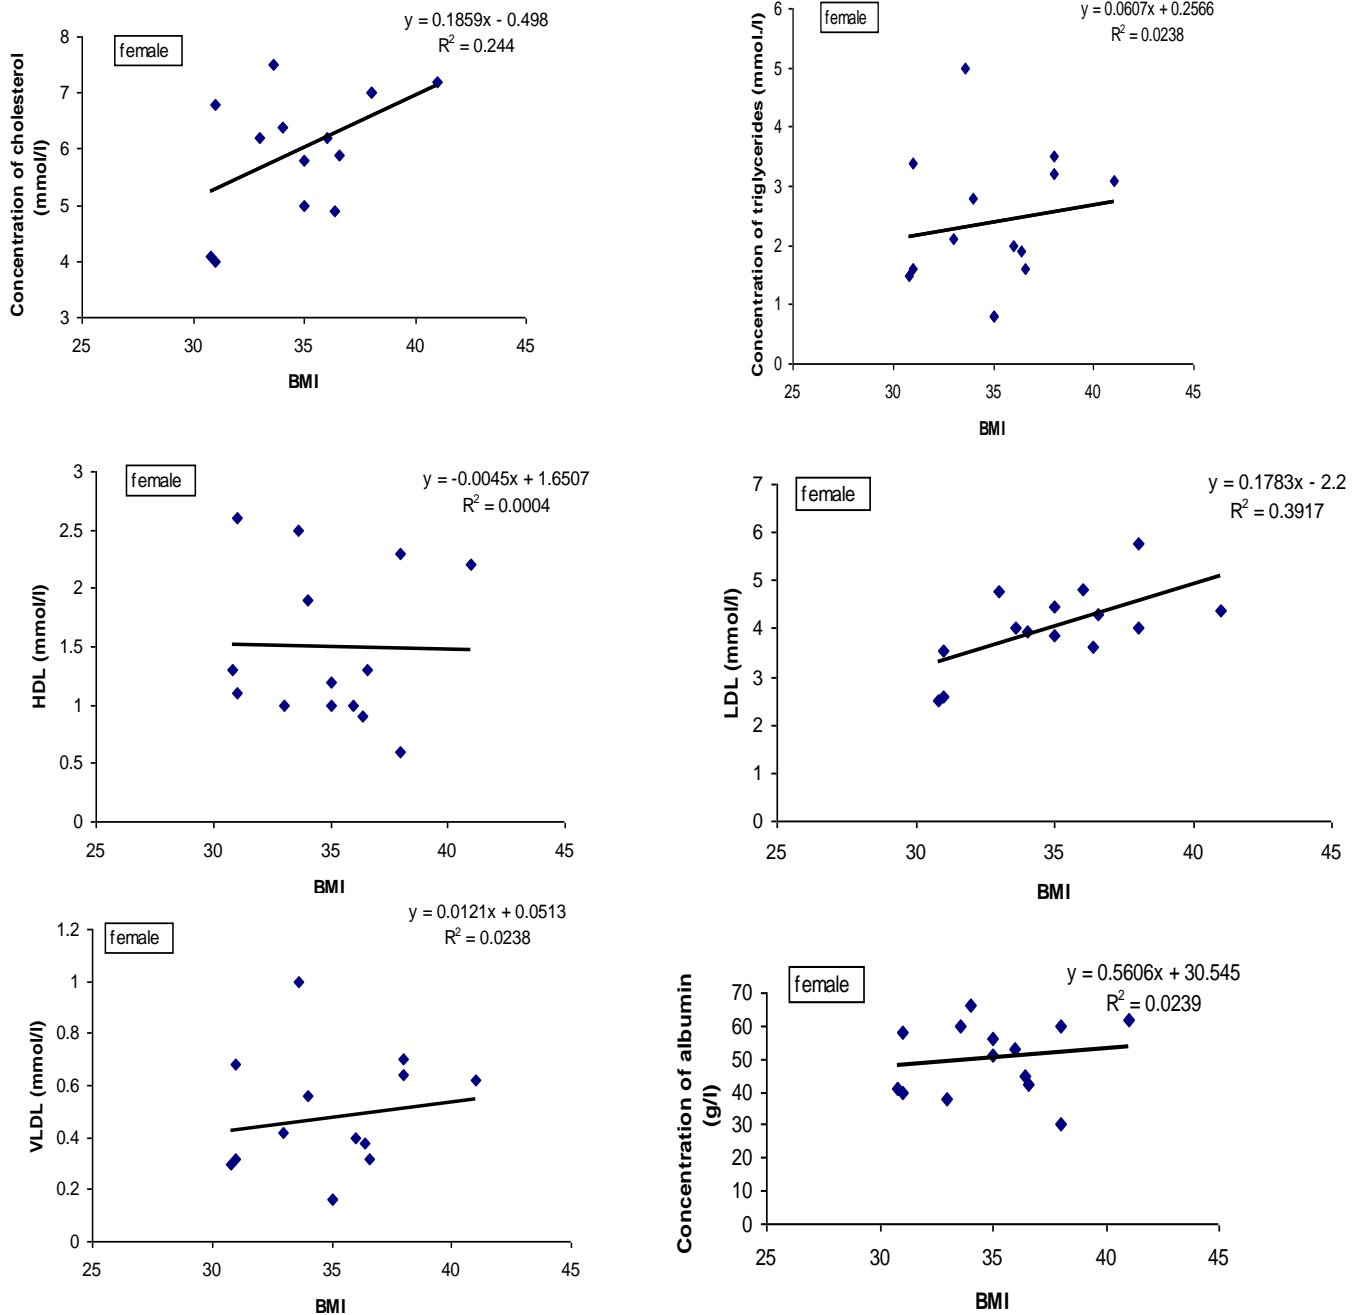 y = 0.1859x - 0.498
R² = 0.244
female
Concentration of cholesterol
(mmol/l)
8
7
6
5
4
3
25 30 35 40 45
BMI
y = 0.0607x + 0.2566
R² = 0.0238
female
Concentration of triglycerides (mmol./l)
6
5
4
3
2
1
0
25 30 35 40 45
BMI
y = -0.0045x + 1.6507
R² = 0.0004
female
HDL (mmol/l)
3
2.5
2
1.5
1
0.5
0
25 30 35 40 45
BMI
y = 0.1783x - 2.2
R² = 0.3917
female
LDL (mmol/l)
7
6
5
4
3
2
1
0
25 30 35 40 45
BMI
y = 0.0121x + 0.0513
R² = 0.0238
female
VLDL (mmol/l)
1.2
1
0.8
0.6
0.4
0.2
0
25 30 35 40 45
BMI
y = 0.5606x + 30.545
R² = 0.0239
female
Concentration of albumin
(g/l)
70
60
50
40
30
20
10
0
25 30 35 40 45
BMI